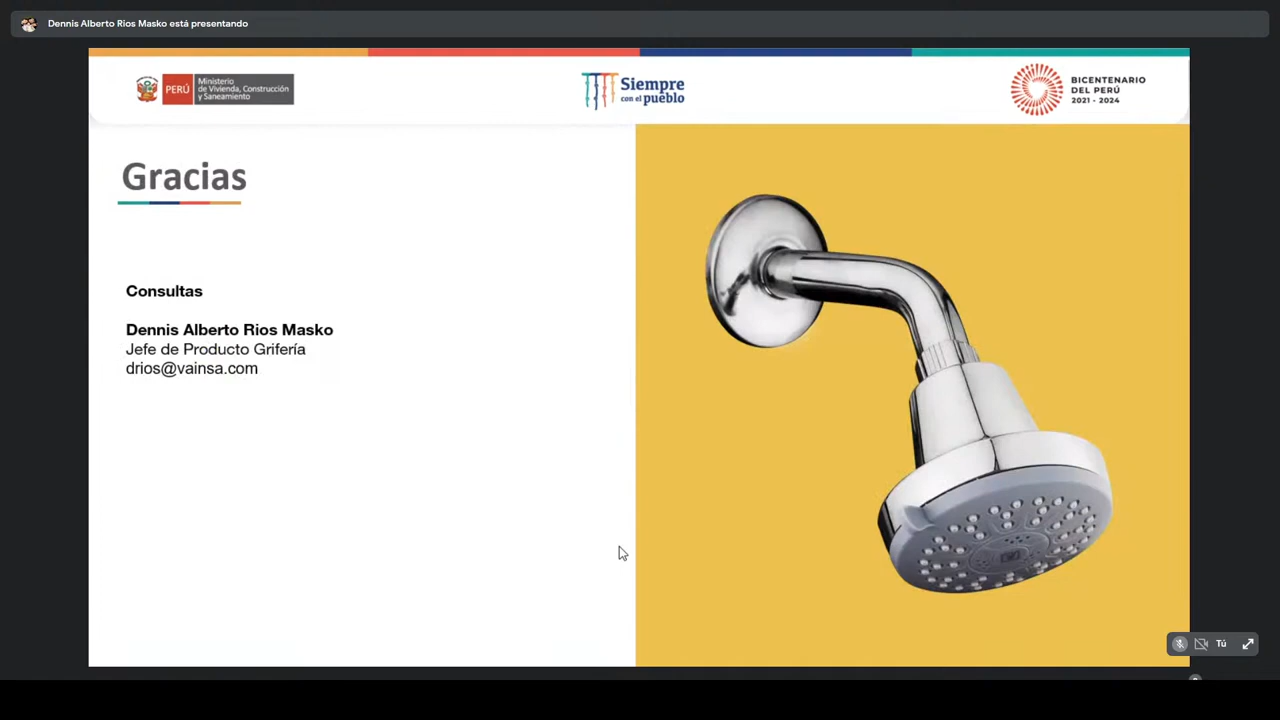 Dennis Alberto Rios Masko está presentando
PERÚ
Ministerio
de Vivienda, Construcción
y Saneamiento
Siempre
con el pueblo
BICENTENARIO
DEL PERÚ
2021 - 2024
Gracias
Consultas
Dennis Alberto Rios Masko
Jefe de Producto Grifería
drios@vainsa.com
Tú